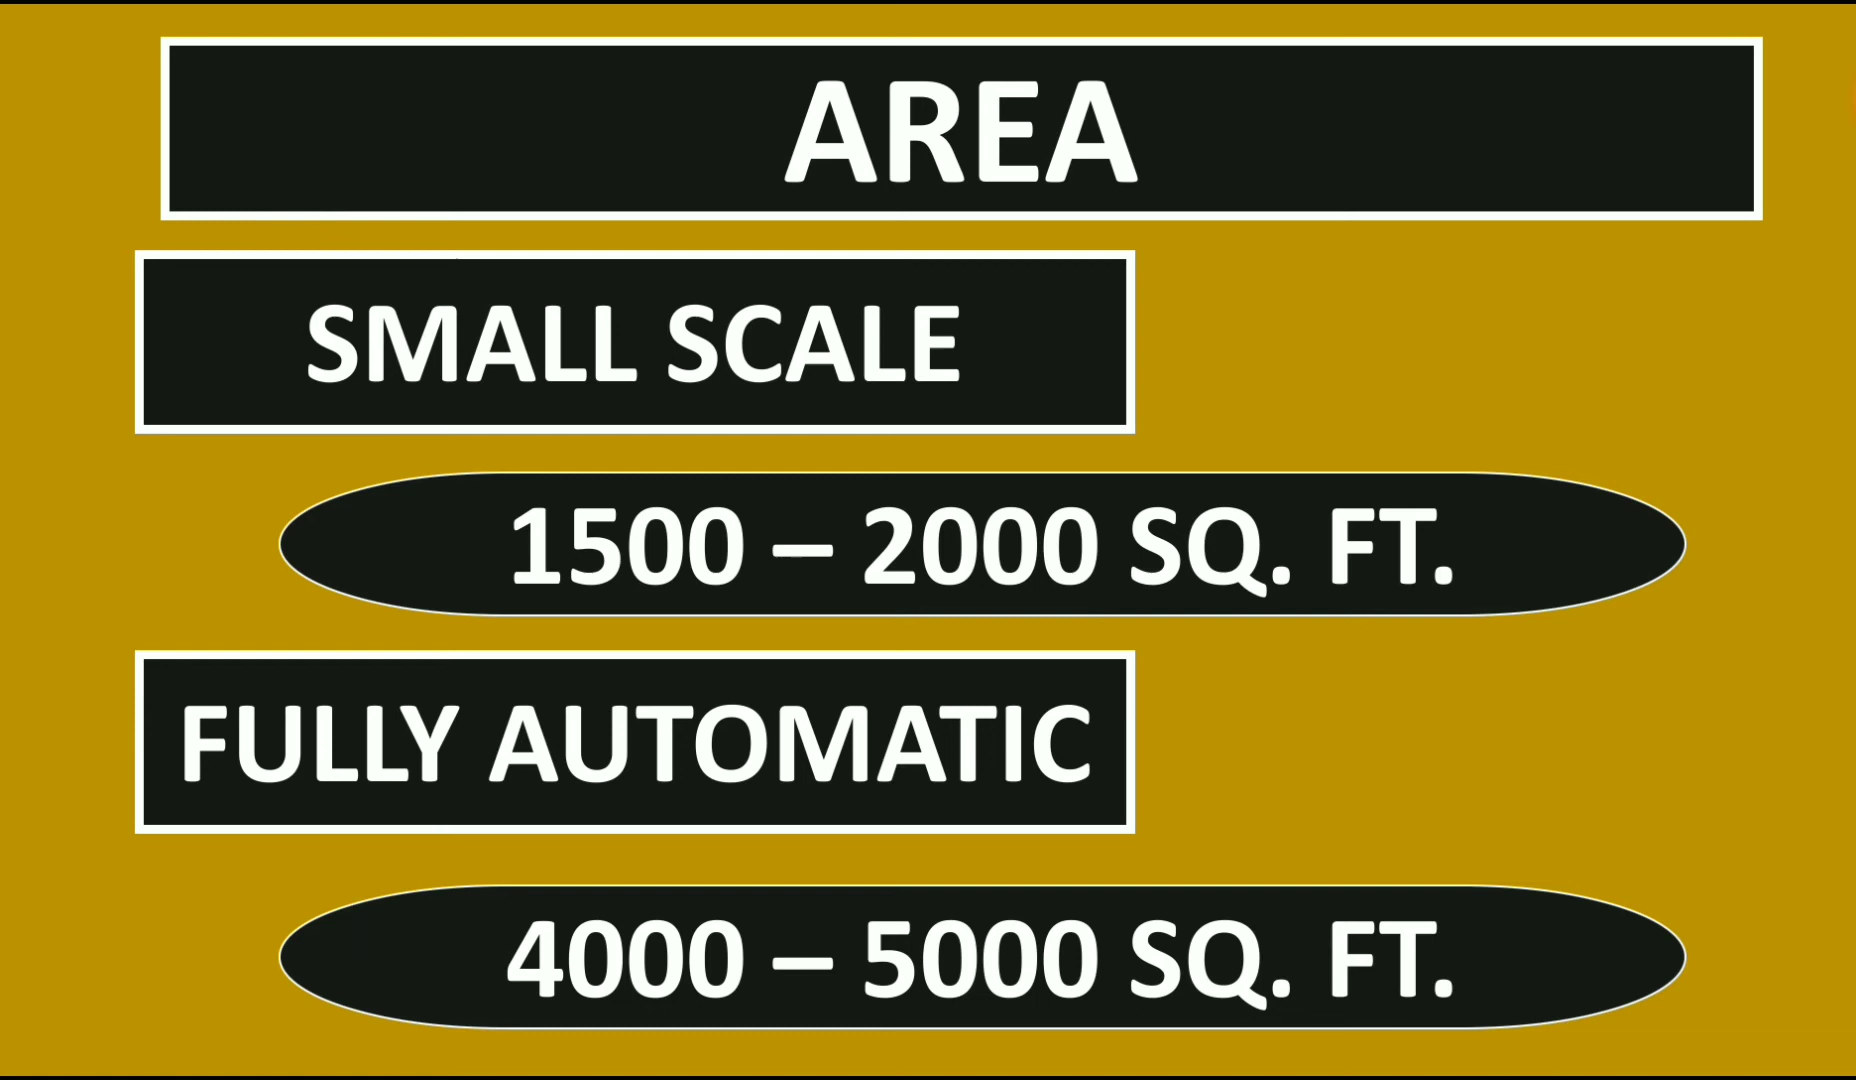 AREA
SMALL SCALE
1500 – 2000 SQ. FT.
FULLY AUTOMATIC
4000 – 5000 SQ. FT.